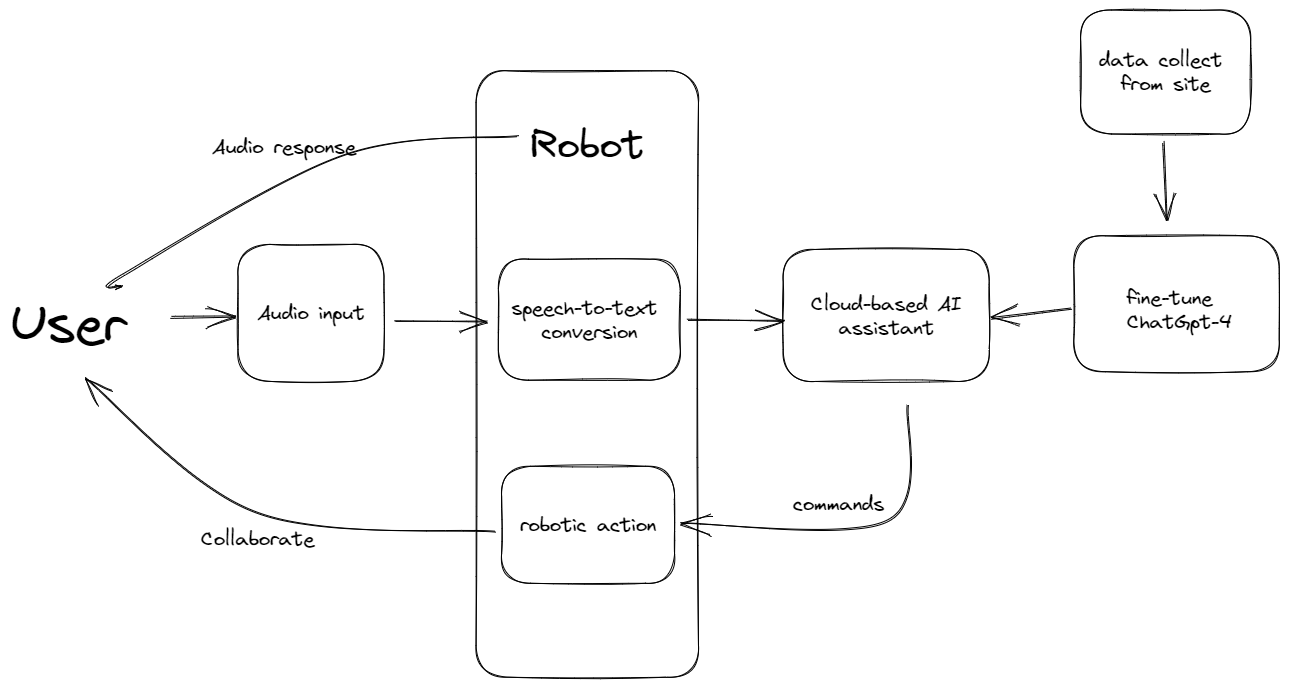 data collect
from site
Audio response
Robot
User
Audio input
speech-to-text
conversion
Cloud-based AI
assistant
fine-tune
ChatGpt-4
commands
robotic action
Collaborate